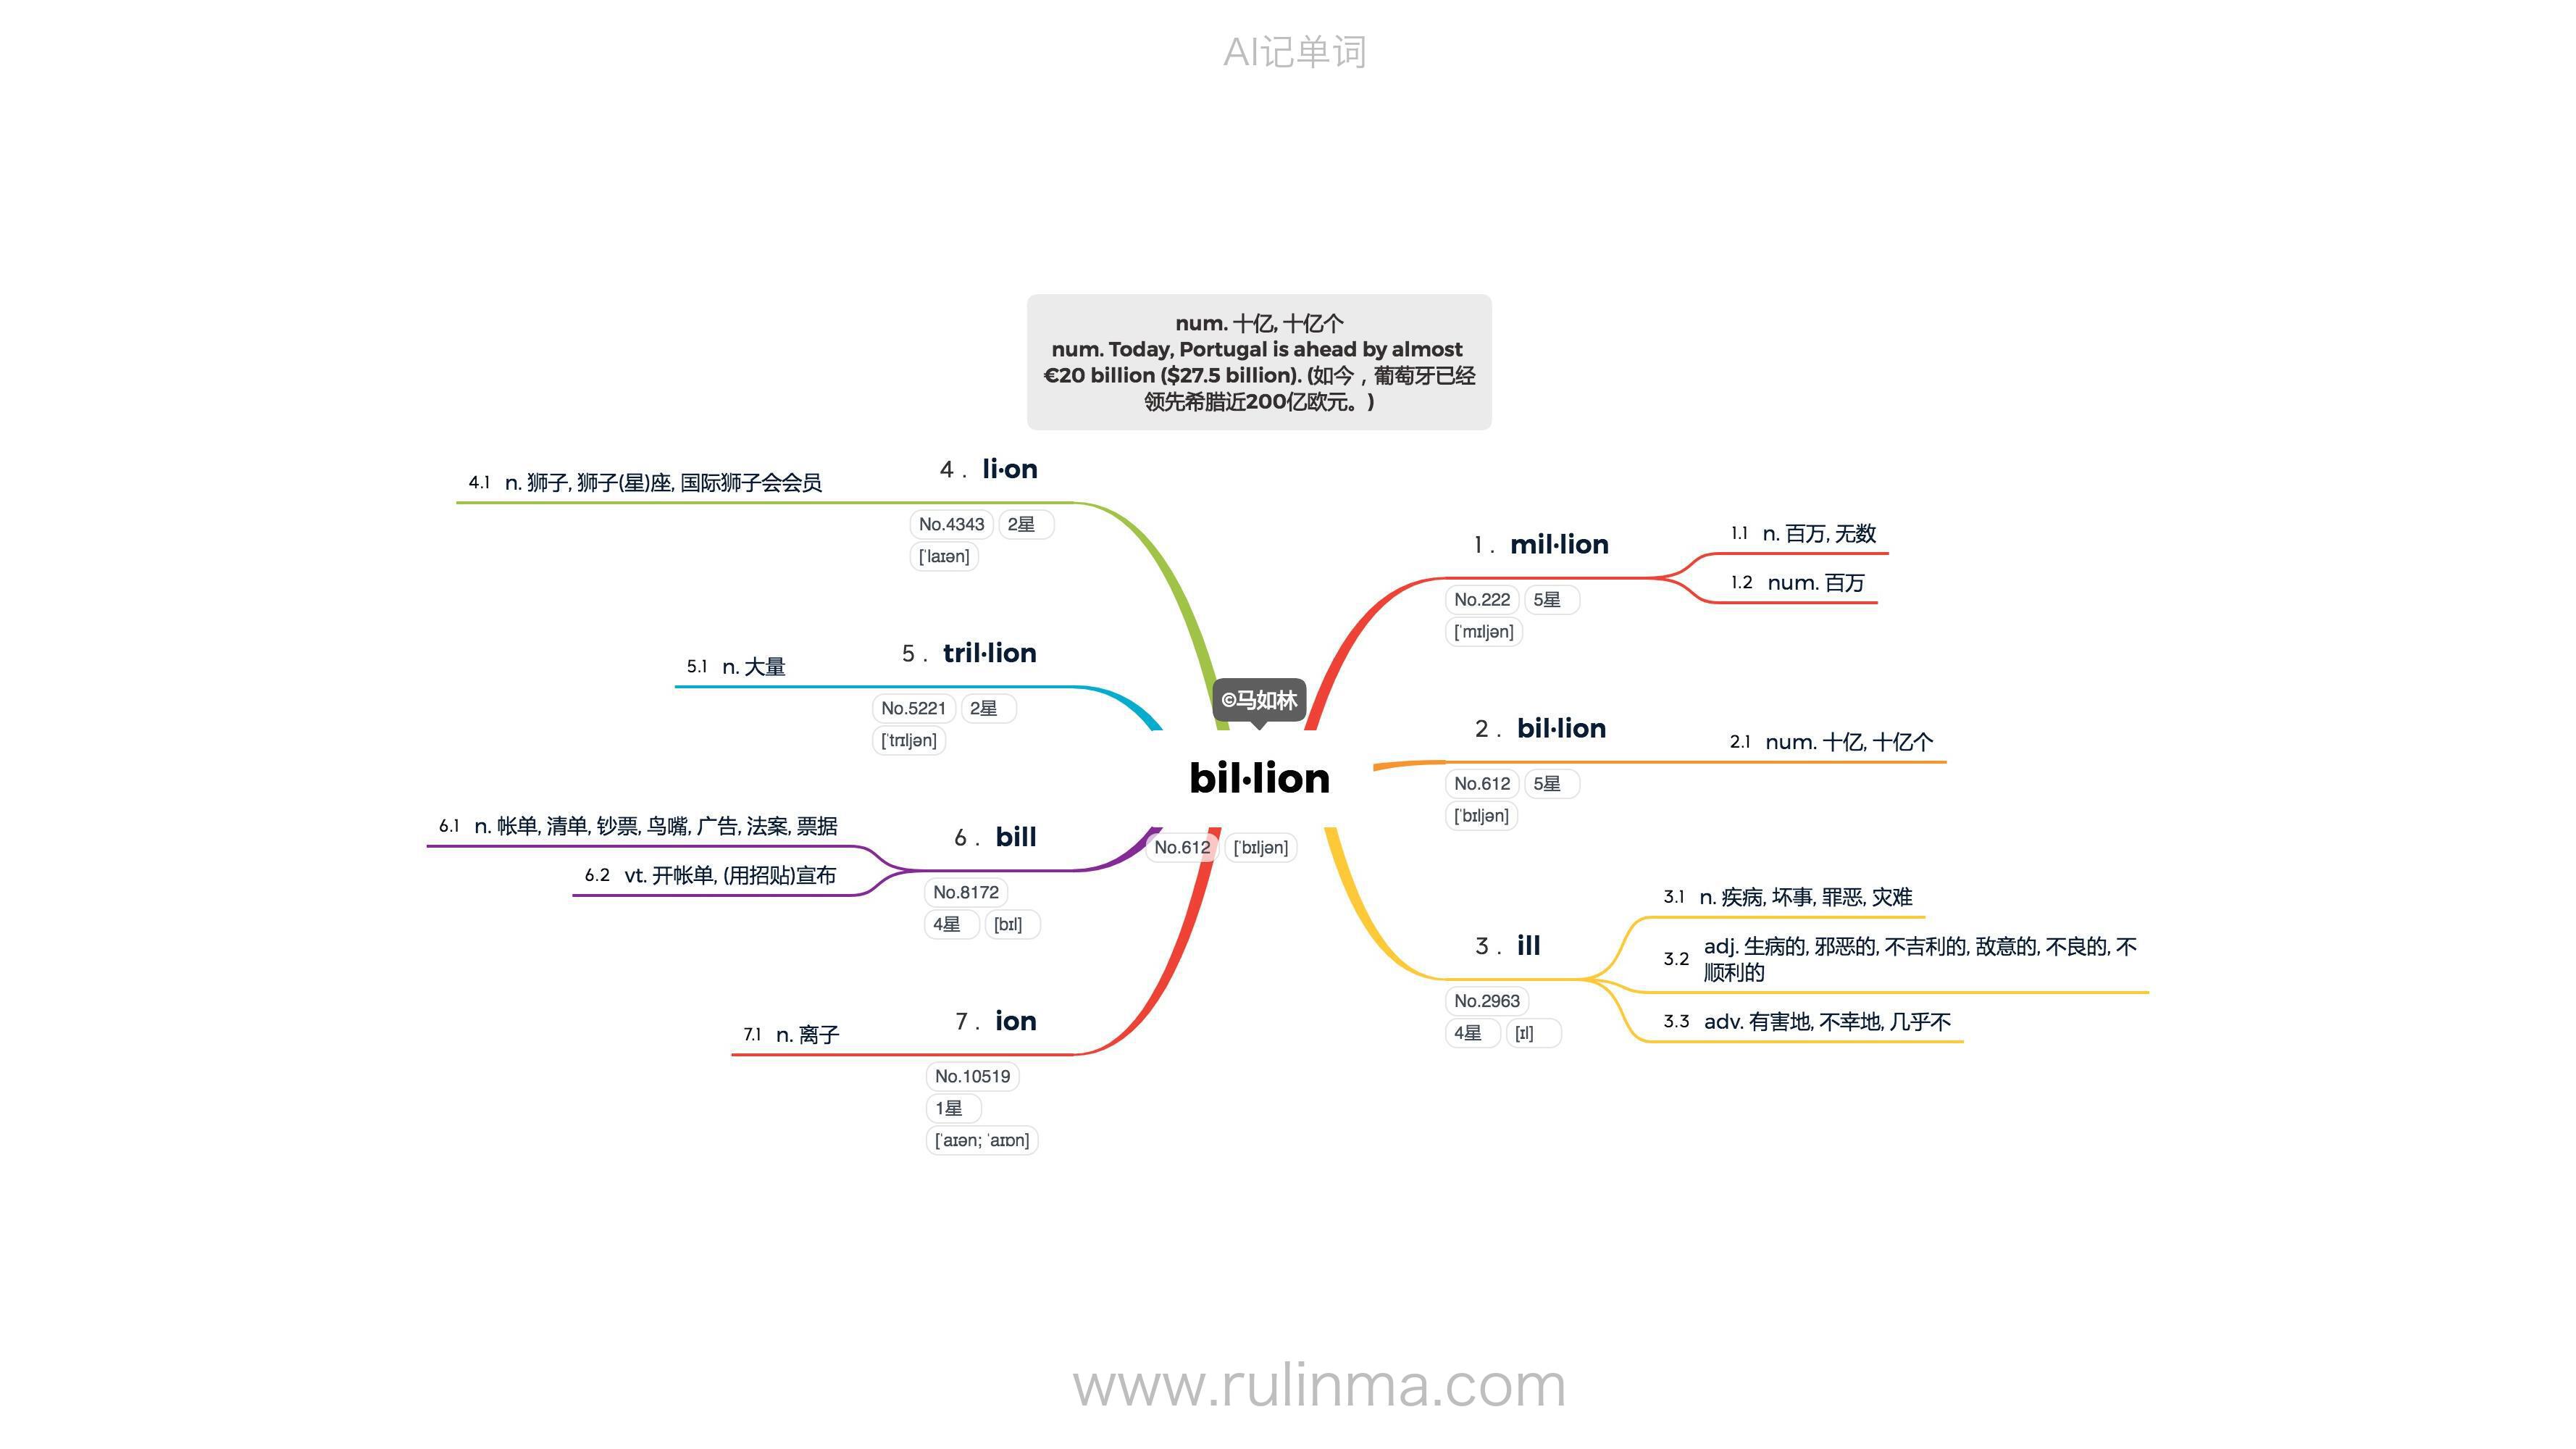 AI记单词
num. 十亿, 十亿个
num. Today, Portugal is ahead by almost
€20 billion ($27.5 billion). (如今，葡萄牙已经
领先希腊近200亿欧元。)
©马如林
bil·lion
No.612 [ˈbɪljən]
1 . mil·lion
No.222 5星
[ˈmɪljən]
1.1 n. 百万, 无数
1.2 num. 百万
2 . bil·lion
No.612 5星
[ˈbɪljən]
2.1 num. 十亿, 十亿个
3 . ill
No.2963
4星 [ɪl]
3.1 n. 疾病, 坏事, 罪恶, 灾难
3.2 adj. 生病的, 邪恶的, 不吉利的, 敌意的, 不良的, 不
顺利的
3.3 adv. 有害地, 不幸地, 几乎不
4 . li·on
No.4343 2星
[ˈlaɪən]
4.1 n. 狮子, 狮子(星)座, 国际狮子会会员
5 . tril·lion
No.5221 2星
[ˈtrɪljən]
5.1 n. 大量
6 . bill
No.8172
4星 [bɪl]
6.1 n. 帐单, 清单, 钞票, 鸟嘴, 广告, 法案, 票据
6.2 vt. 开帐单, (用招贴)宣布
7 . ion
No.10519
1星
[ˈaɪən; ˈaɪɒn]
7.1 n. 离子
www.rulinma.com